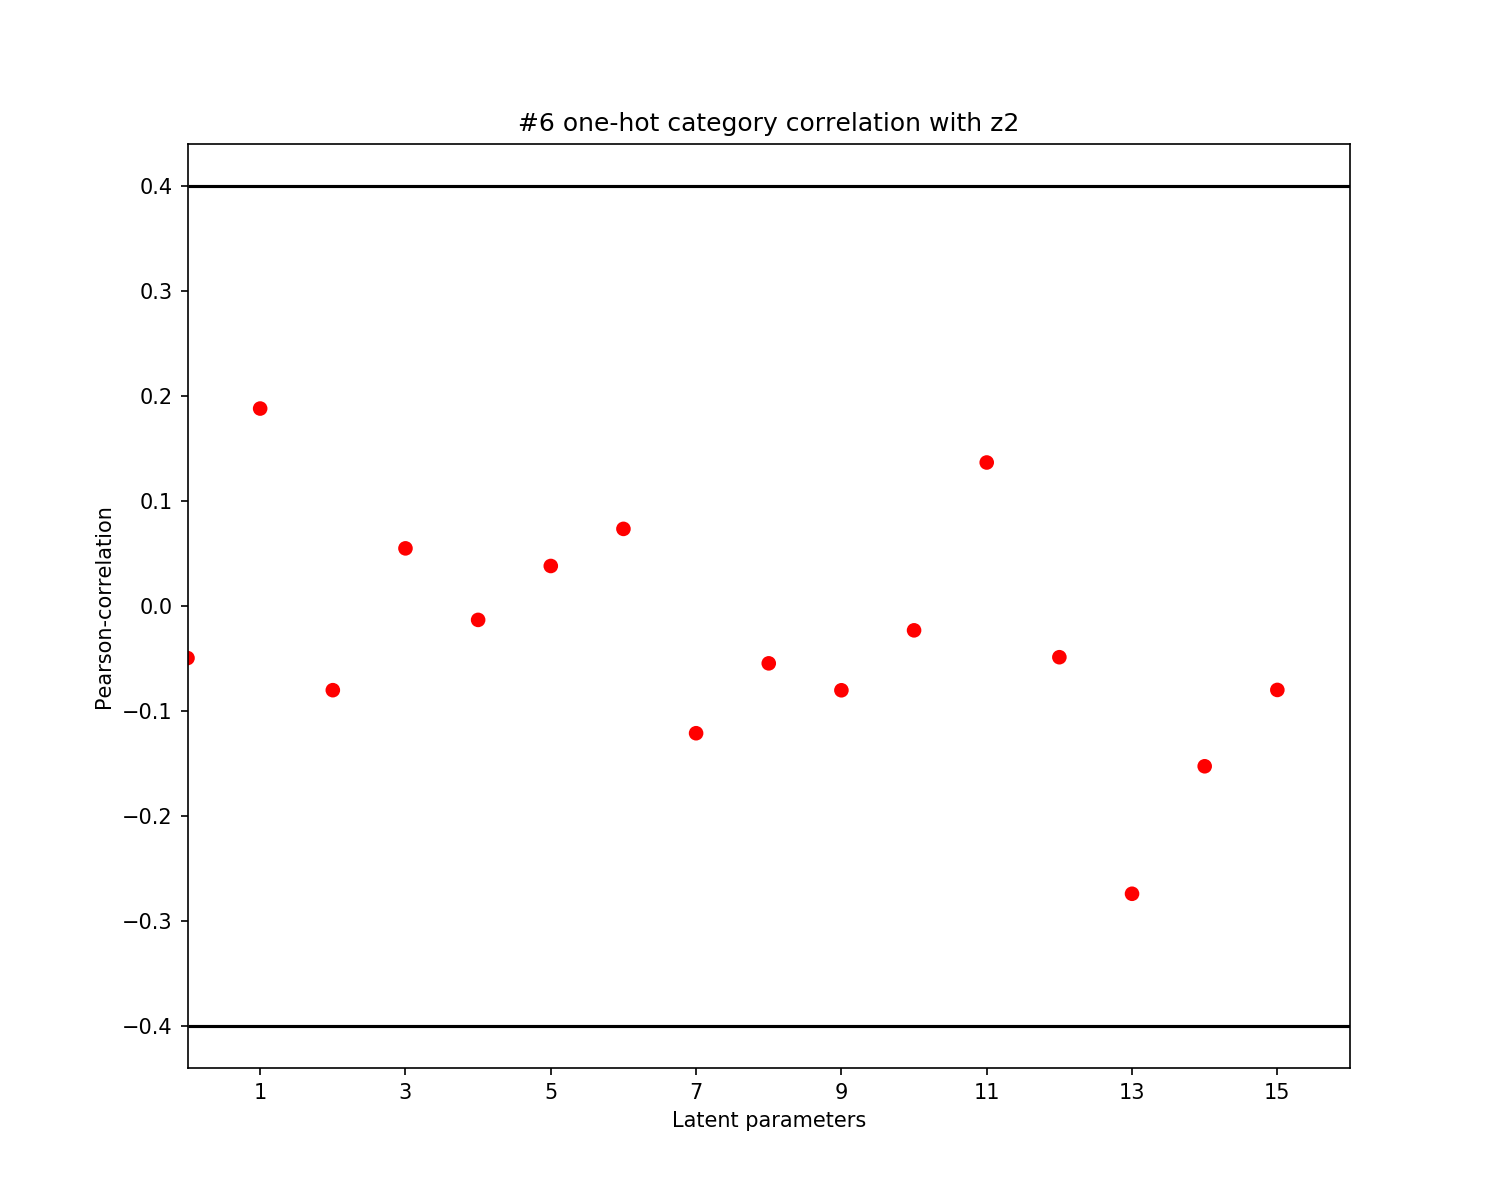 #6 one-hot category correlation with z2
0.4
0.3
0.2
0.1
0.0
−0.1
−0.2
−0.3
−0.4
Pearson-correlation
1 3 5 7 9 11 13 15
Latent parameters